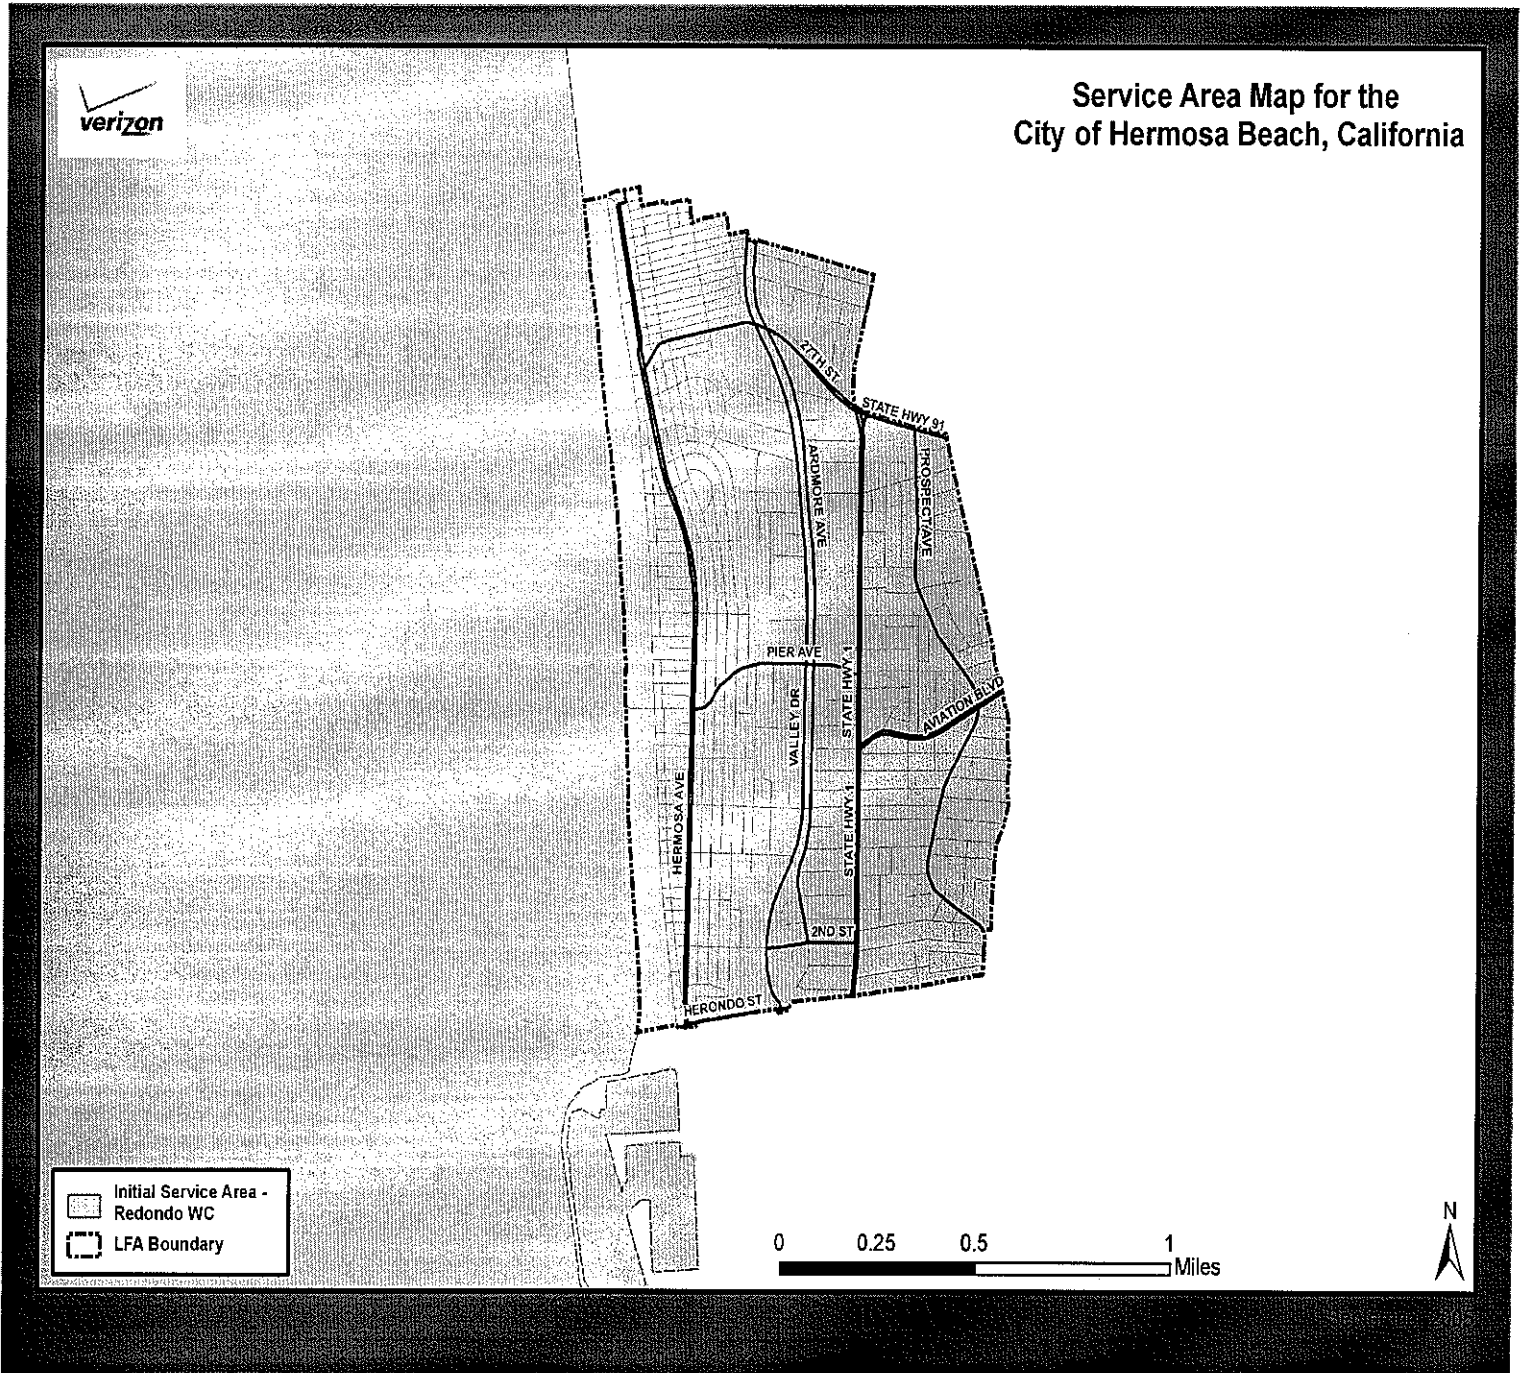 verizon
Service Area Map for the
City of Hermosa Beach, California
27TH ST
STATE HWY 91
ARDMORE AVE
PROSPECT AVE
PIER AVE
STATE HWY 1
VALLEY DR
AVIATION BLVD
HERMOSA AVE
STATE HWY 1
2ND ST
HERONDO ST
Initial Service Area -
Redondo WC
LFA Boundary
0 0.25 0.5 1
Miles
N